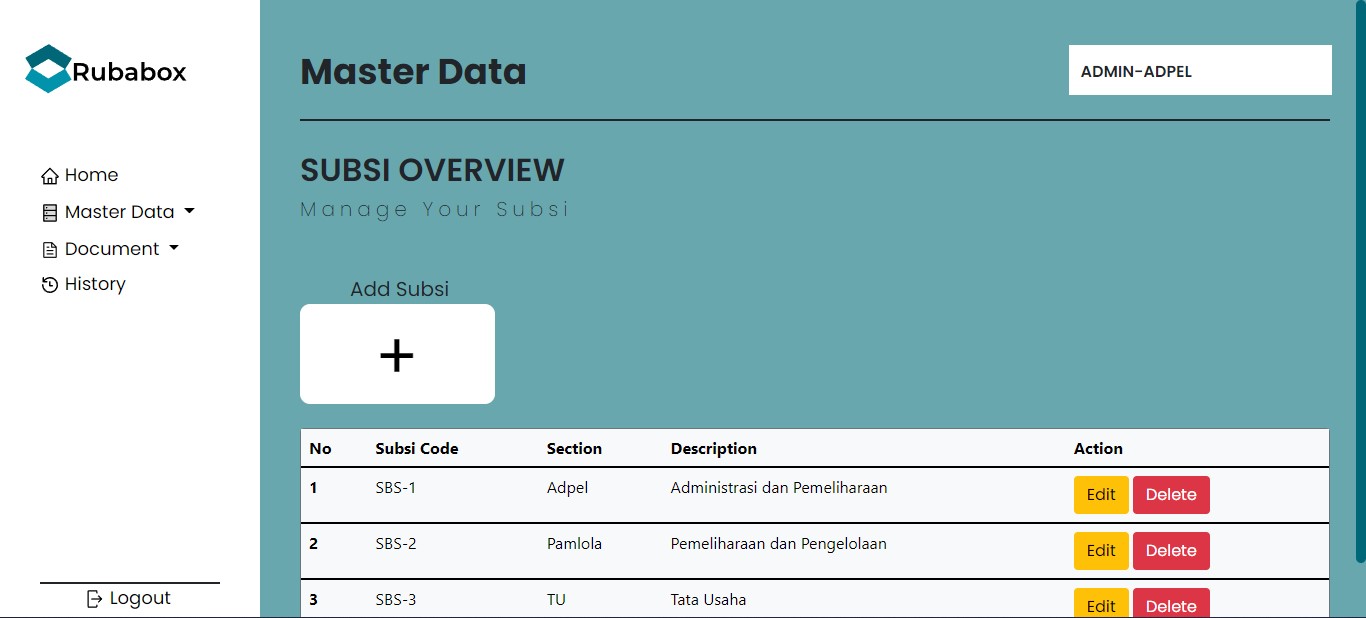 Rubabox
Home
Master Data
Document
History
Logout
Master Data
ADMIN-ADPEL
SUBSI OVERVIEW
Manage Your Subsi
Add Subsi
+
No Subsi Code Section Description Action
1 SBS-1 Adpel Administrasi dan Pemeliharaan Edit Delete
2 SBS-2 Pamlola Pemeliharaan dan Pengelolaan Edit Delete
3 SBS-3 TU Tata Usaha Edit Delete